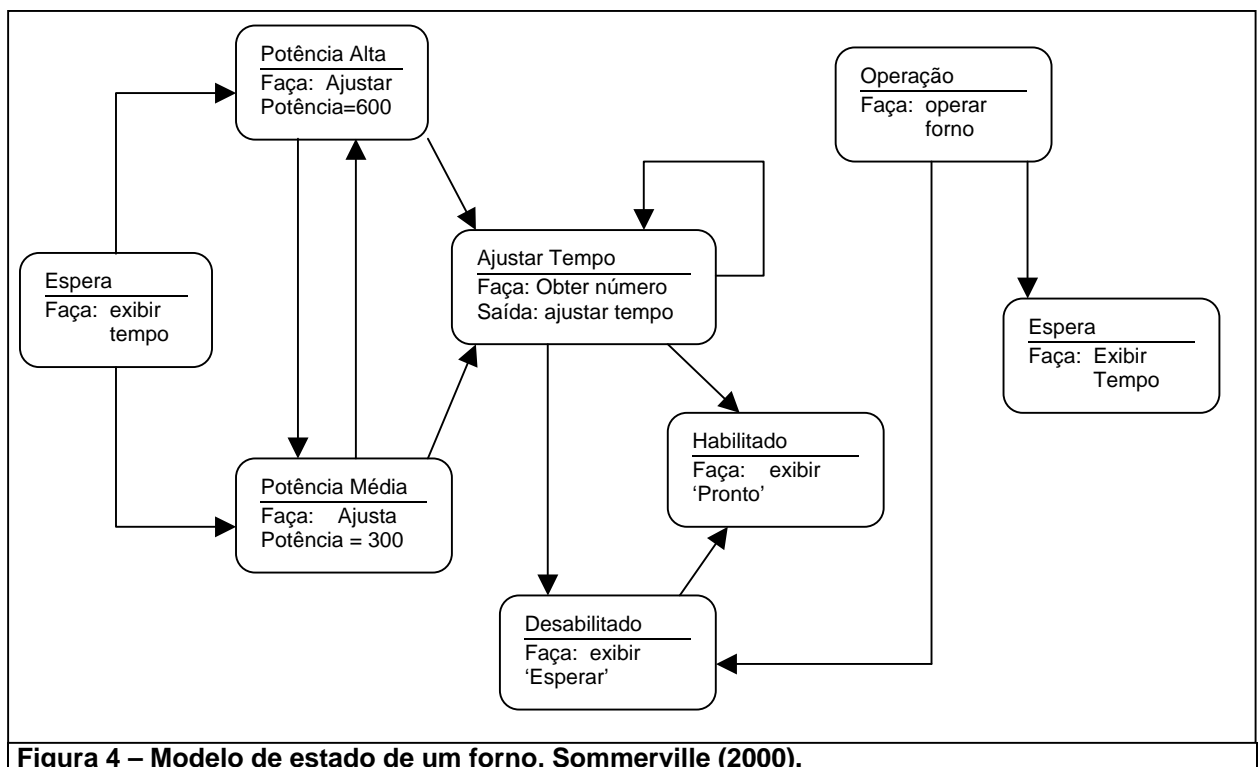 Potência Alta
Faça: Ajustar
Potência=600
Operação
Faça: operar
forno
Espera
Faça: exibir
tempo
Ajustar Tempo
Faça: Obter número
Saída: ajustar tempo
Espera
Faça: Exibir
Tempo
Potência Média
Faça: Ajusta
Potência = 300
Habilitado
Faça: exibir
‘Pronto’
Desabilitado
Faça: exibir
‘Esperar’
Figura 4 – Modelo de estado de um forno. Sommerville (2000).